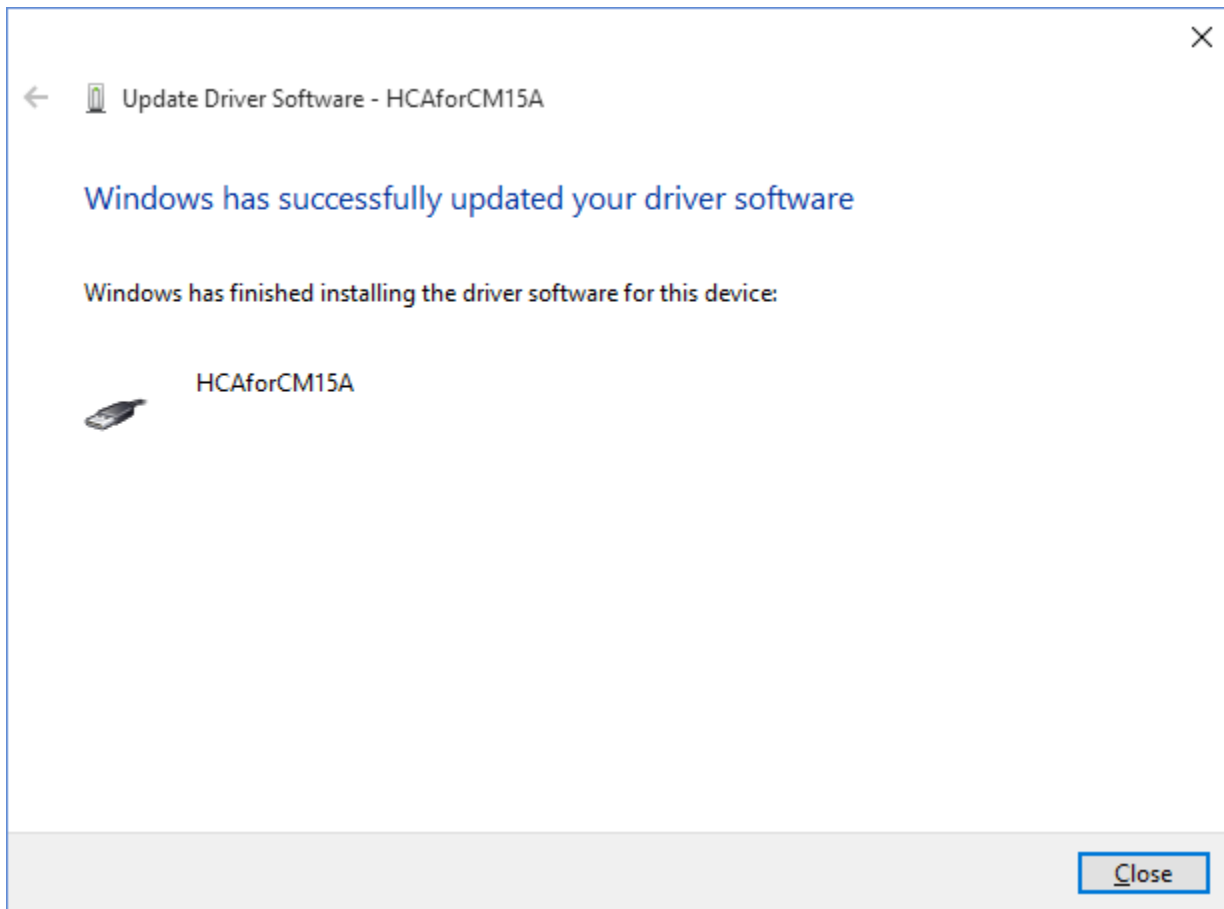 Update Driver Software - HCAforCM15A
Windows has successfully updated your driver software
Windows has finished installing the driver software for this device:
HCAforCM15A
Close